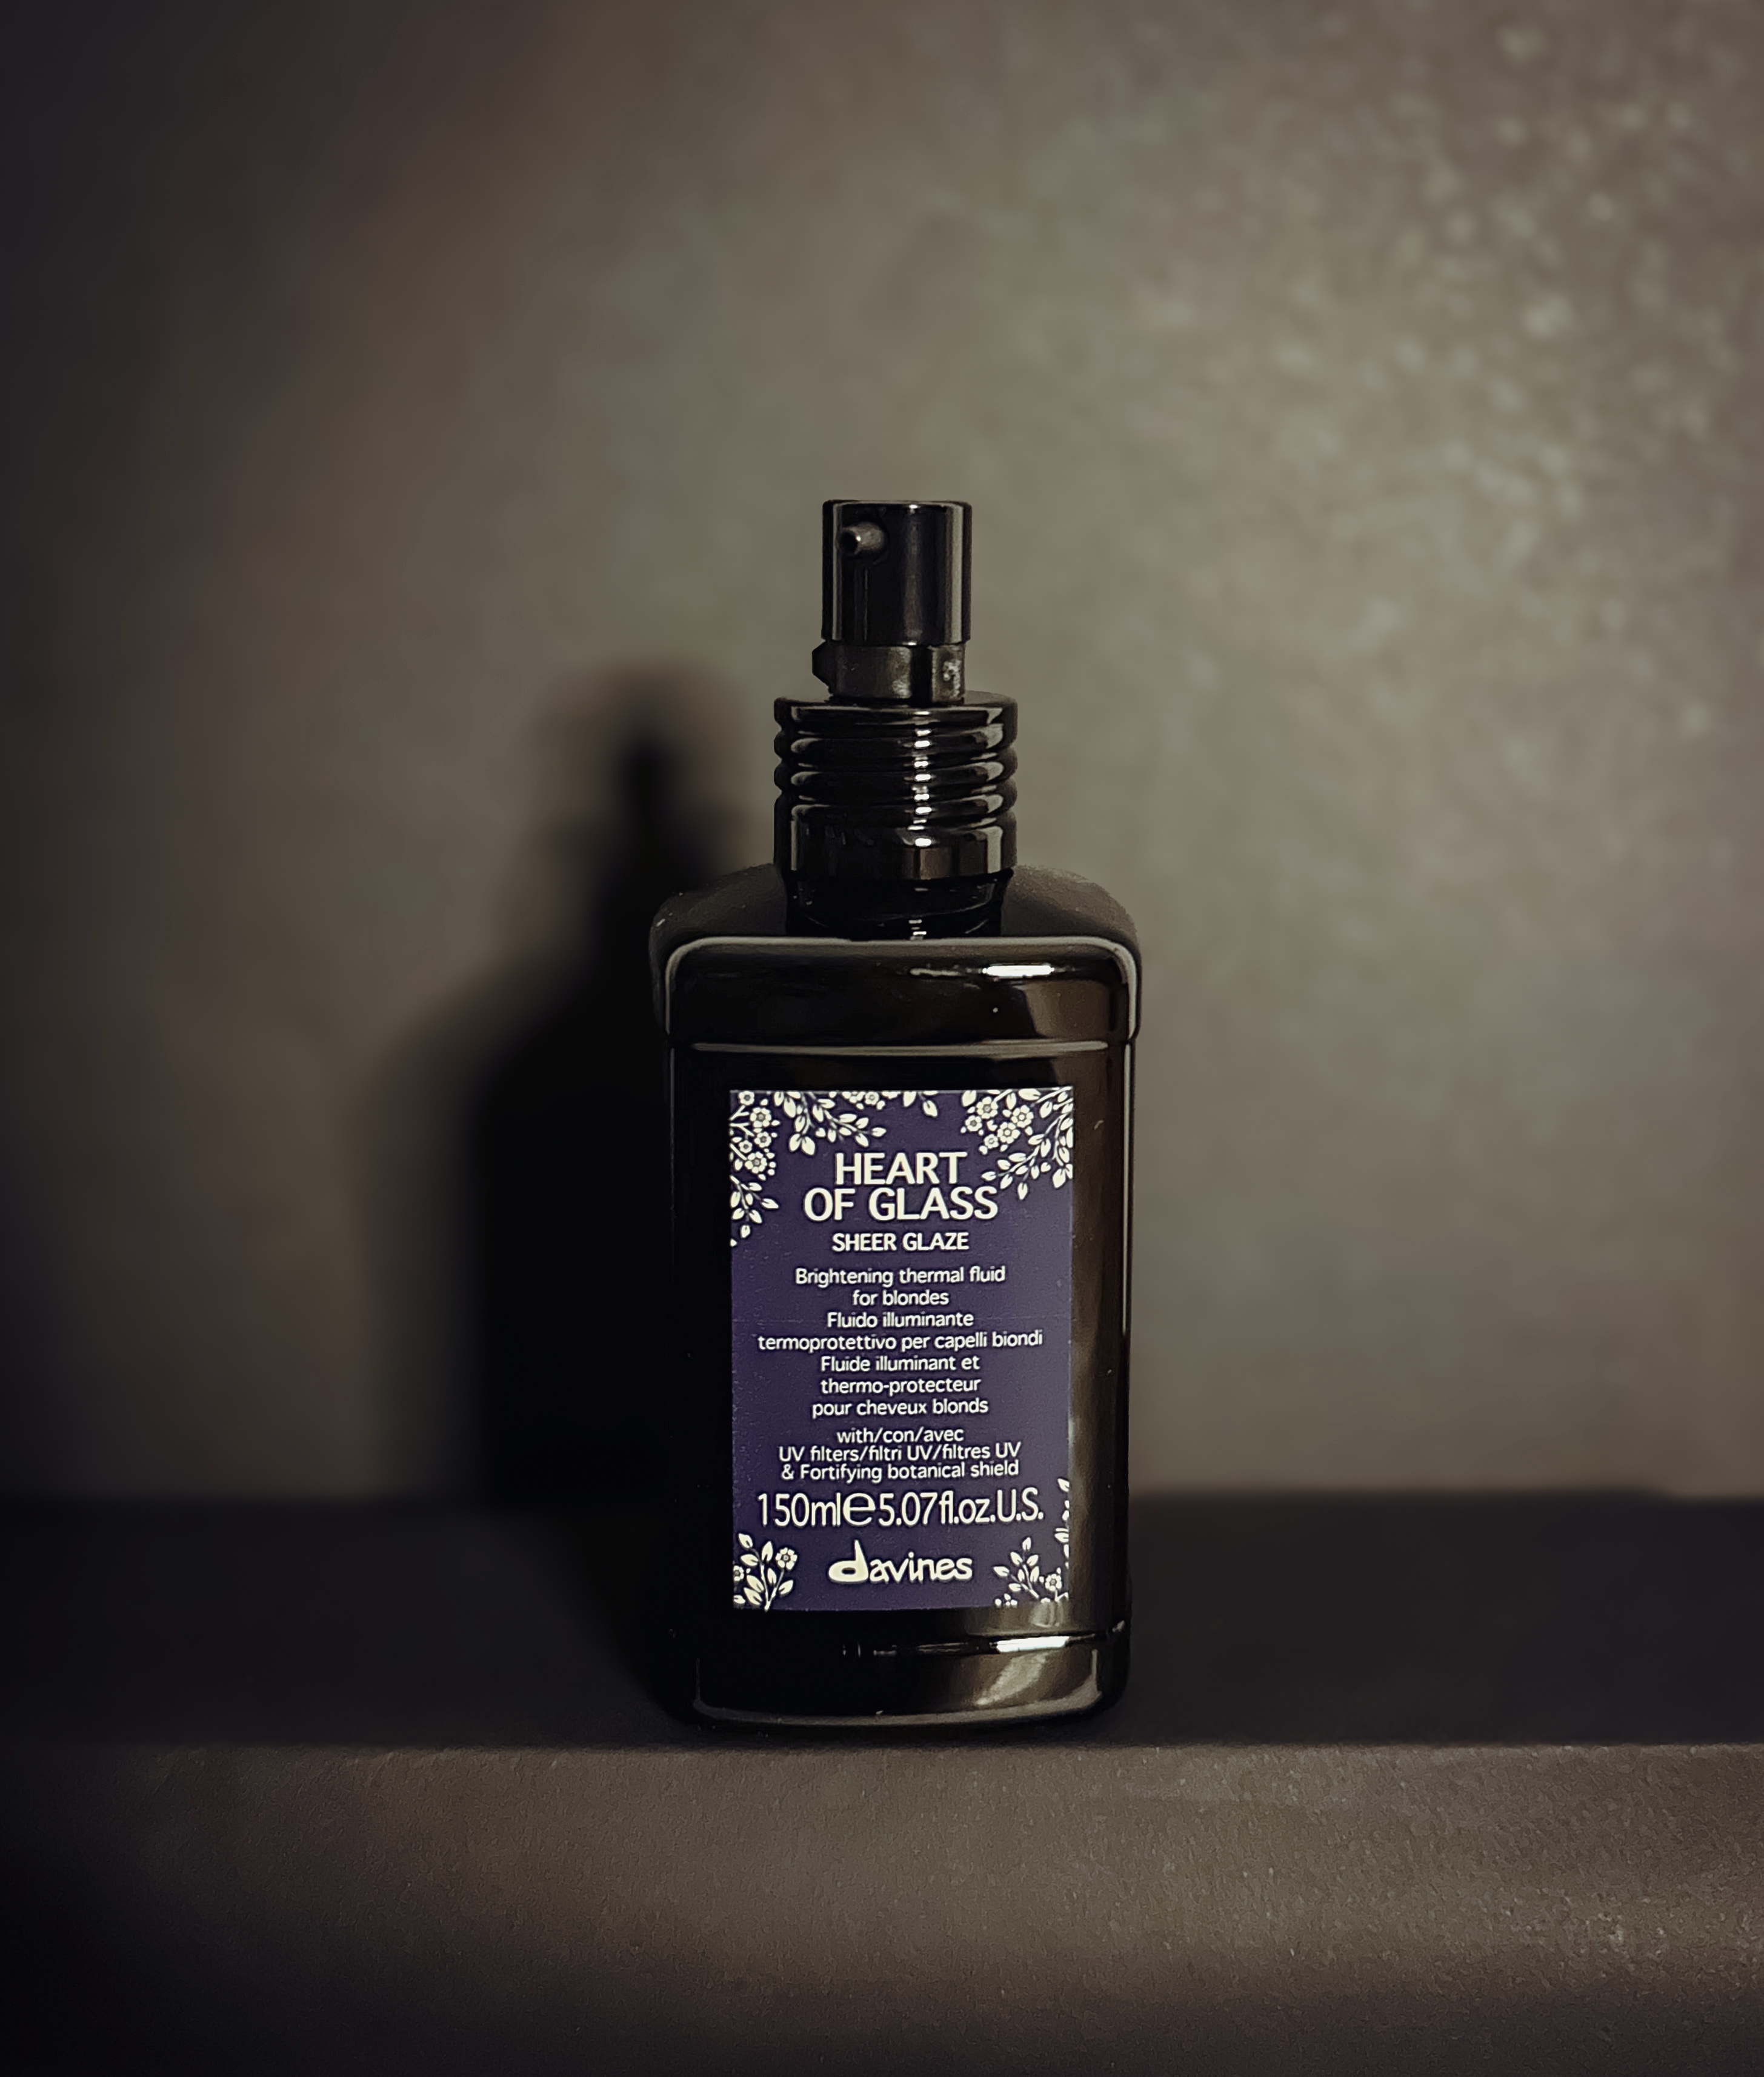 HEART
OF GLASS
SHEER GLAZE
Brightening thermal fluid
for blondes
Fluido illuminante
termoprotettivo per capelli biondi
Fluide illuminant et
thermo-protecteur
pour cheveux blonds
with/con/avec
UV filters/filtri UV/filtres UV
& Fortifying botanical shield
150ml℮5.07fl.oz.U.S.
davines